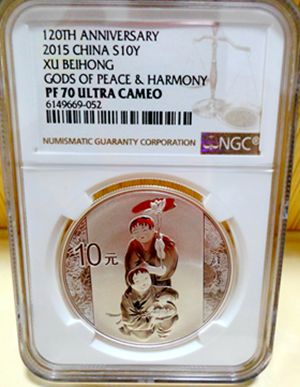 120TH ANNIVERSARY
2015 CHINA S10Y
XU BEIHONG
GODS OF PEACE & HARMONY
PF 70 ULTRA CAMEO
6149669-052
NUMISMATIC GUARANTY CORPORATION
NGC®
10元